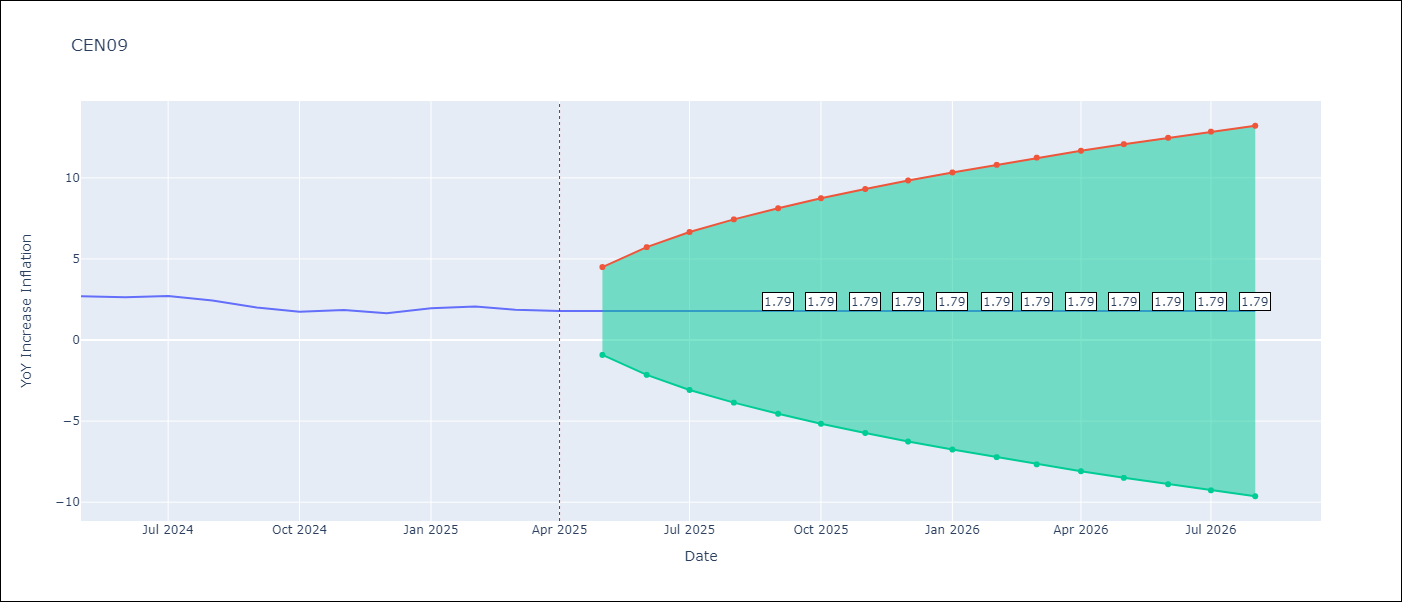 CEN09
YoY Increase Inflation
10
5
0
−5
−10
1.79 1.79 1.79 1.79 1.79 1.79 1.79 1.79 1.79 1.79 1.79 1.79
Jul 2024 Oct 2024 Jan 2025 Apr 2025 Jul 2025 Oct 2025 Jan 2026 Apr 2026 Jul 2026
Date